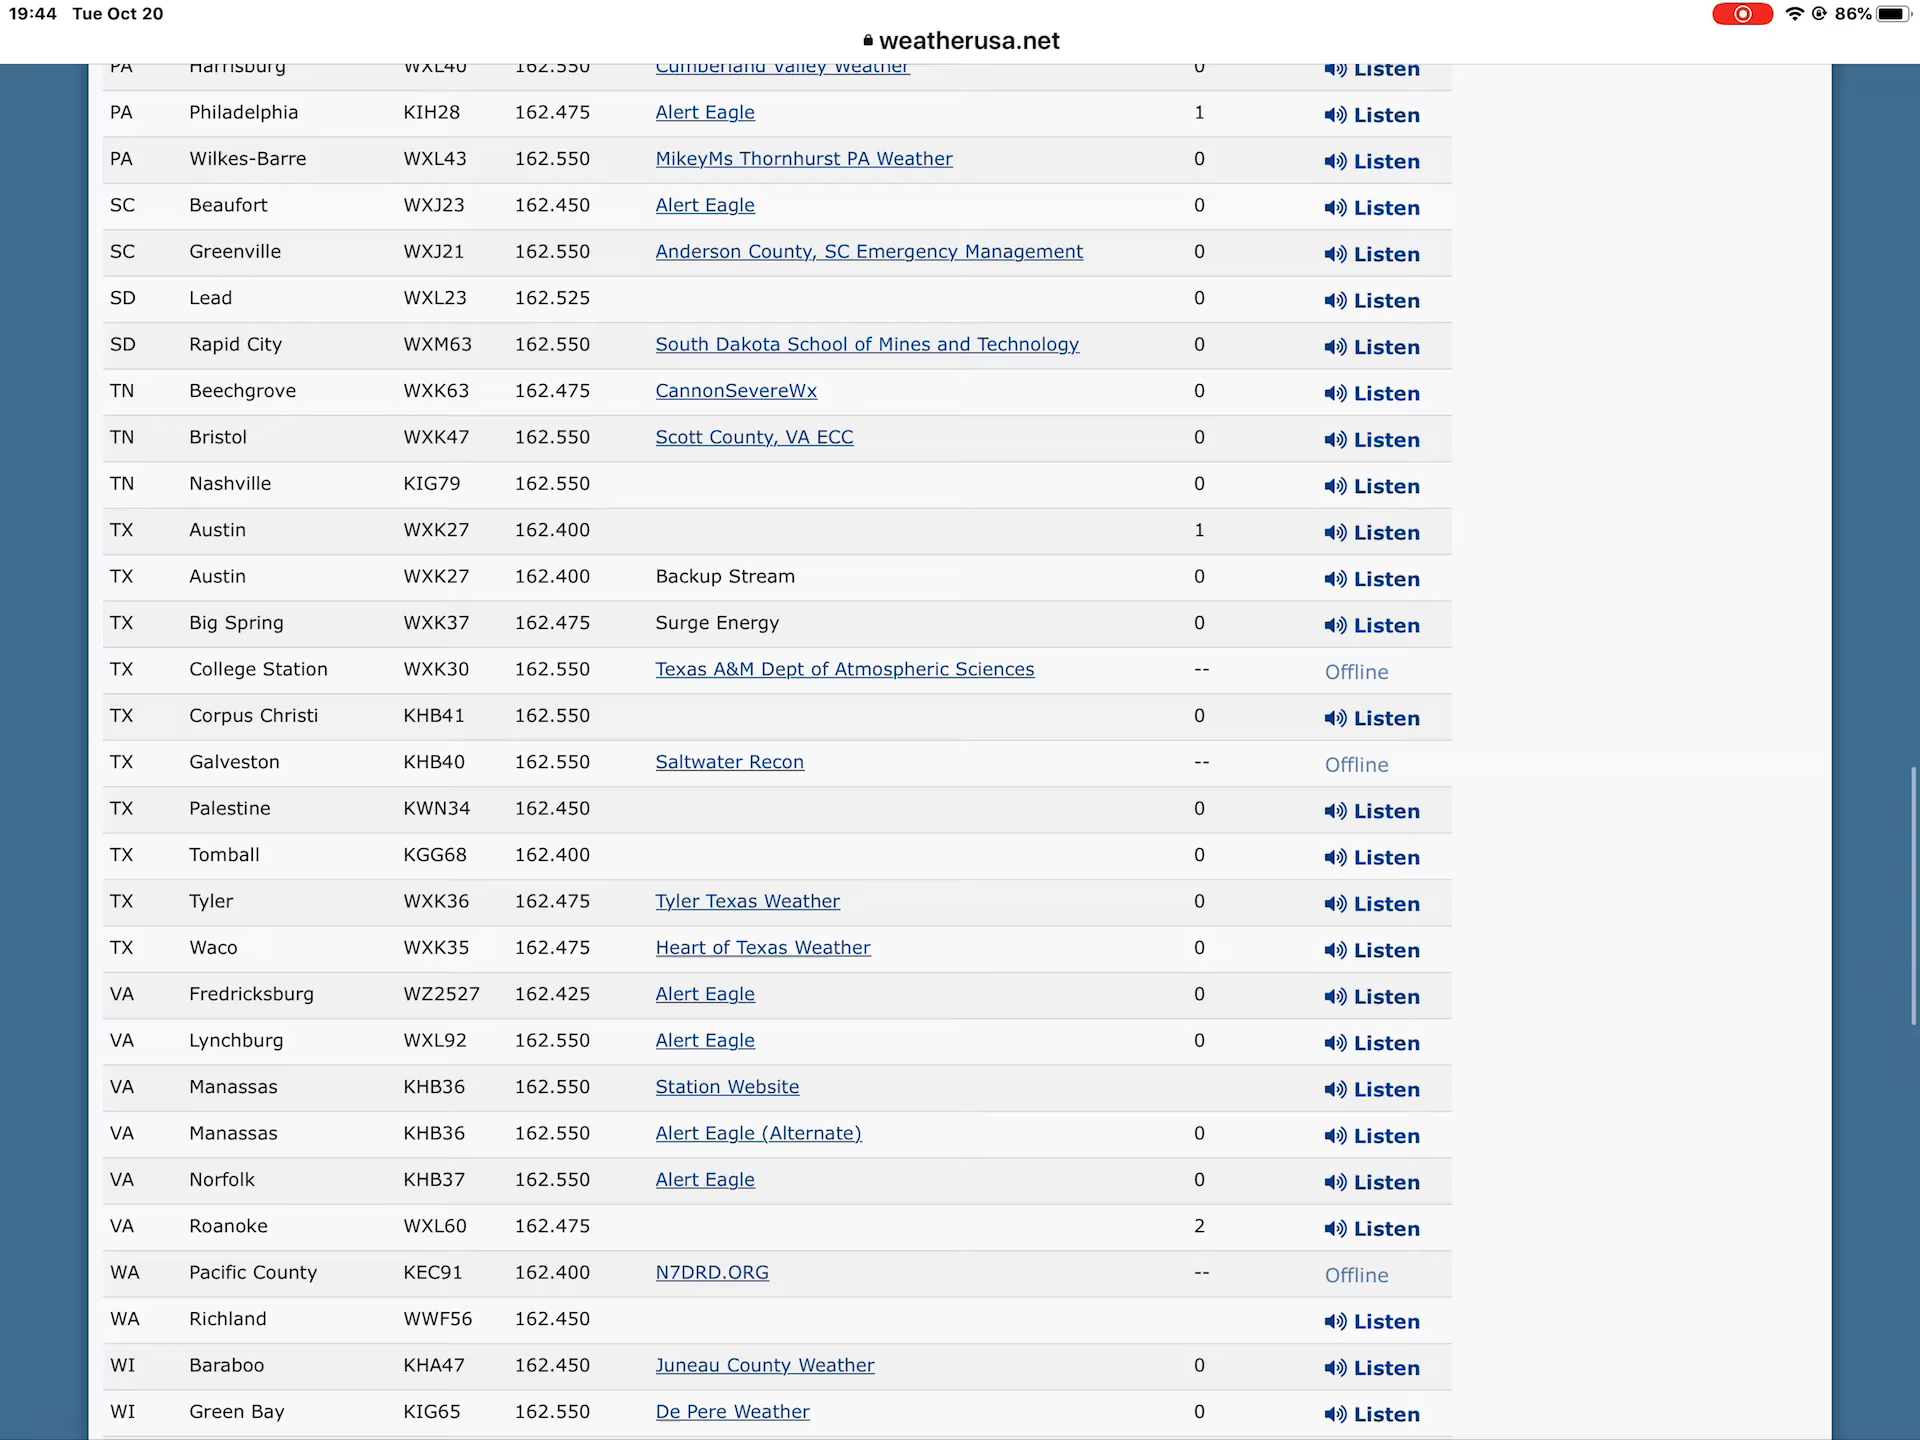 19:44 Tue Oct 20 86%
weatherusa.net
PA Harrisburg WXL40 162.550 Cumberland Valley Weather 0 Listen
PA Philadelphia KIH28 162.475 Alert Eagle 1 Listen
PA Wilkes-Barre WXL43 162.550 MikeyMs Thornhurst PA Weather 0 Listen
SC Beaufort WXJ23 162.450 Alert Eagle 0 Listen
SC Greenville WXJ21 162.550 Anderson County, SC Emergency Management 0 Listen
SD Lead WXL23 162.525 0 Listen
SD Rapid City WXM63 162.550 South Dakota School of Mines and Technology 0 Listen
TN Beechgrove WXK63 162.475 CannonSevereWx 0 Listen
TN Bristol WXK47 162.550 Scott County, VA ECC 0 Listen
TN Nashville KIG79 162.550 0 Listen
TX Austin WXK27 162.400 1 Listen
TX Austin WXK27 162.400 Backup Stream 0 Listen
TX Big Spring WXK37 162.475 Surge Energy 0 Listen
TX College Station WXK30 162.550 Texas A&M Dept of Atmospheric Sciences -- Offline
TX Corpus Christi KHB41 162.550 0 Listen
TX Galveston KHB40 162.550 Saltwater Recon -- Offline
TX Palestine KWN34 162.450 0 Listen
TX Tomball KGG68 162.400 0 Listen
TX Tyler WXK36 162.475 Tyler Texas Weather 0 Listen
TX Waco WXK35 162.475 Heart of Texas Weather 0 Listen
VA Fredricksburg WZ2527 162.425 Alert Eagle 0 Listen
VA Lynchburg WXL92 162.550 Alert Eagle 0 Listen
VA Manassas KHB36 162.550 Station Website Listen
VA Manassas KHB36 162.550 Alert Eagle (Alternate) 0 Listen
VA Norfolk KHB37 162.550 Alert Eagle 0 Listen
VA Roanoke WXL60 162.475 2 Listen
WA Pacific County KEC91 162.400 N7DRD.ORG -- Offline
WA Richland WWF56 162.450 Listen
WI Baraboo KHA47 162.450 Juneau County Weather 0 Listen
WI Green Bay KIG65 162.550 De Pere Weather 0 Listen